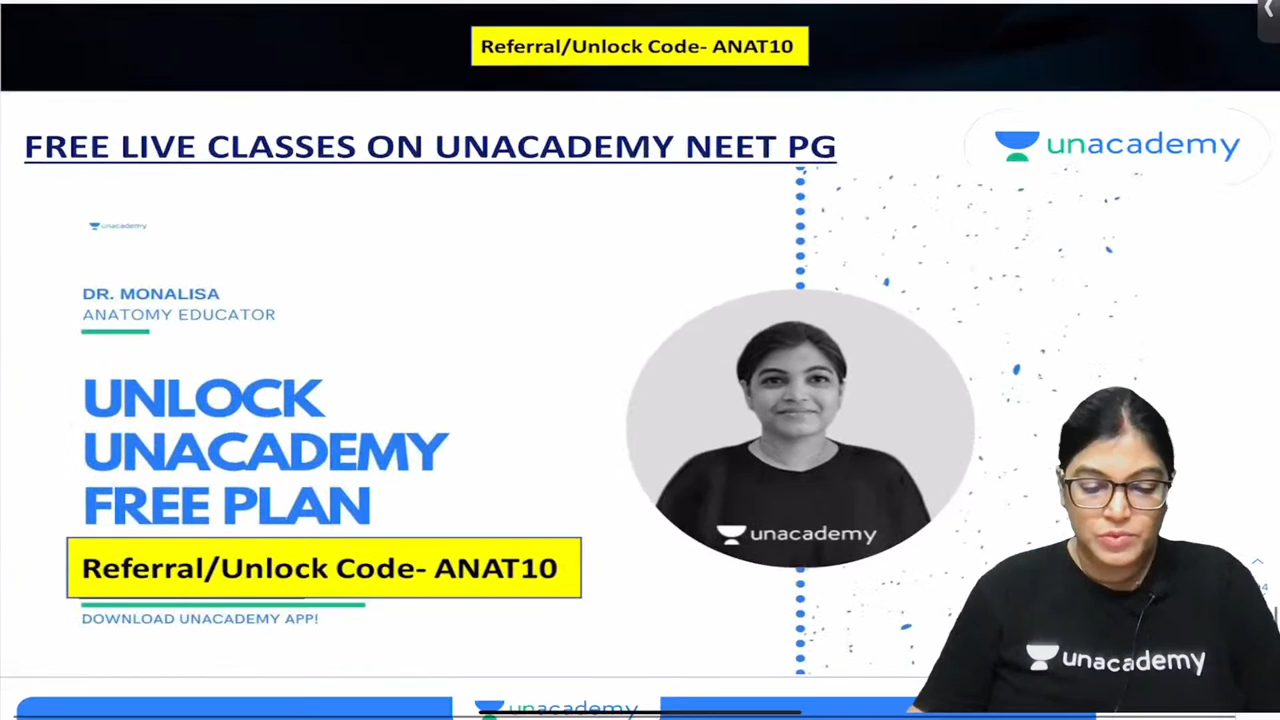 Referral/Unlock Code- ANAT10
FREE LIVE CLASSES ON UNACADEMY NEET PG
unacademy
unacademy
DR. MONALISA
ANATOMY EDUCATOR
UNLOCK
UNACADEMY
FREE PLAN
unacademy
Referral/Unlock Code- ANAT10
DOWNLOAD UNACADEMY APP!
unacademy
unacademy